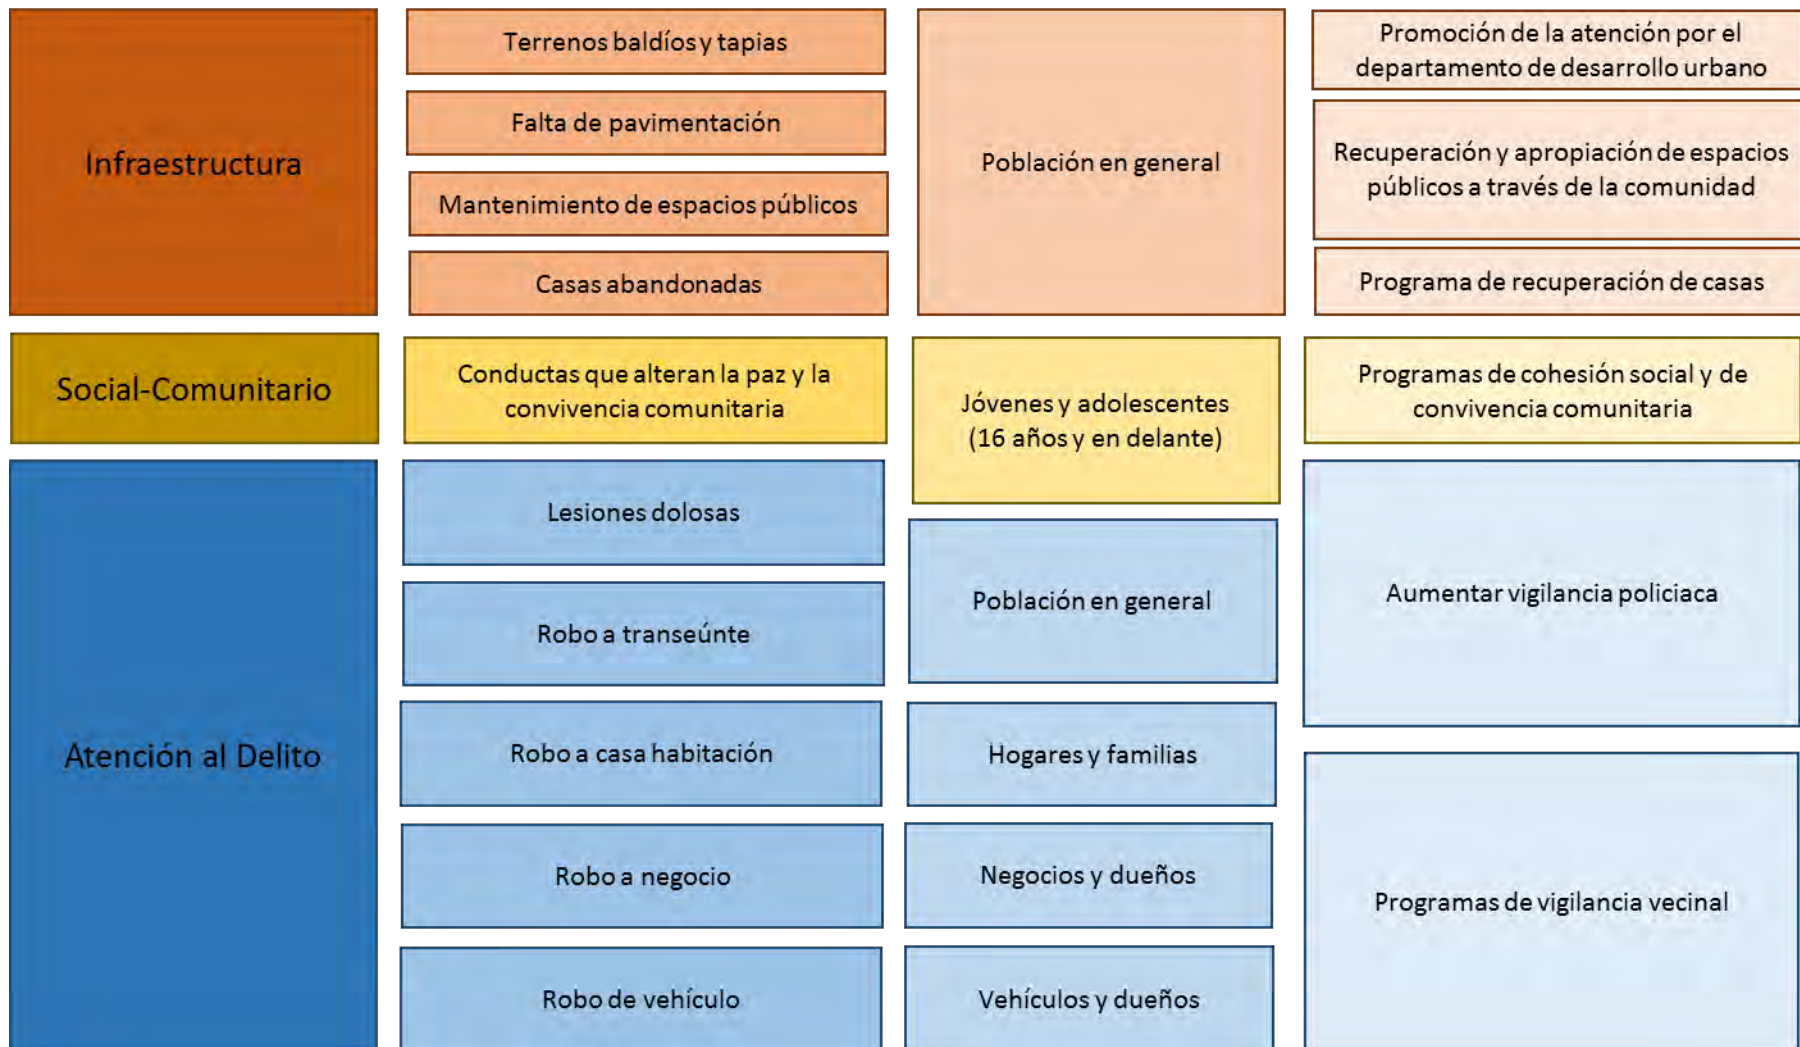 Infraestructura
Terrenos baldíos y tapias
Falta de pavimentación
Mantenimiento de espacios públicos
Casas abandonadas
Población en general
Promoción de la atención por el
departamento de desarrollo urbano
Recuperación y apropiación de espacios
públicos a través de la comunidad
Programa de recuperación de casas
Social-Comunitario
Conductas que alteran la paz y la
convivencia comunitaria
Jóvenes y adolescentes
(16 años y en delante)
Programas de cohesión social y de
convivencia comunitaria
Atención al Delito
Lesiones dolosas
Robo a transeúnte
Robo a casa habitación
Robo a negocio
Robo de vehículo
Población en general
Hogares y familias
Negocios y dueños
Vehículos y dueños
Aumentar vigilancia policiaca
Programas de vigilancia vecinal